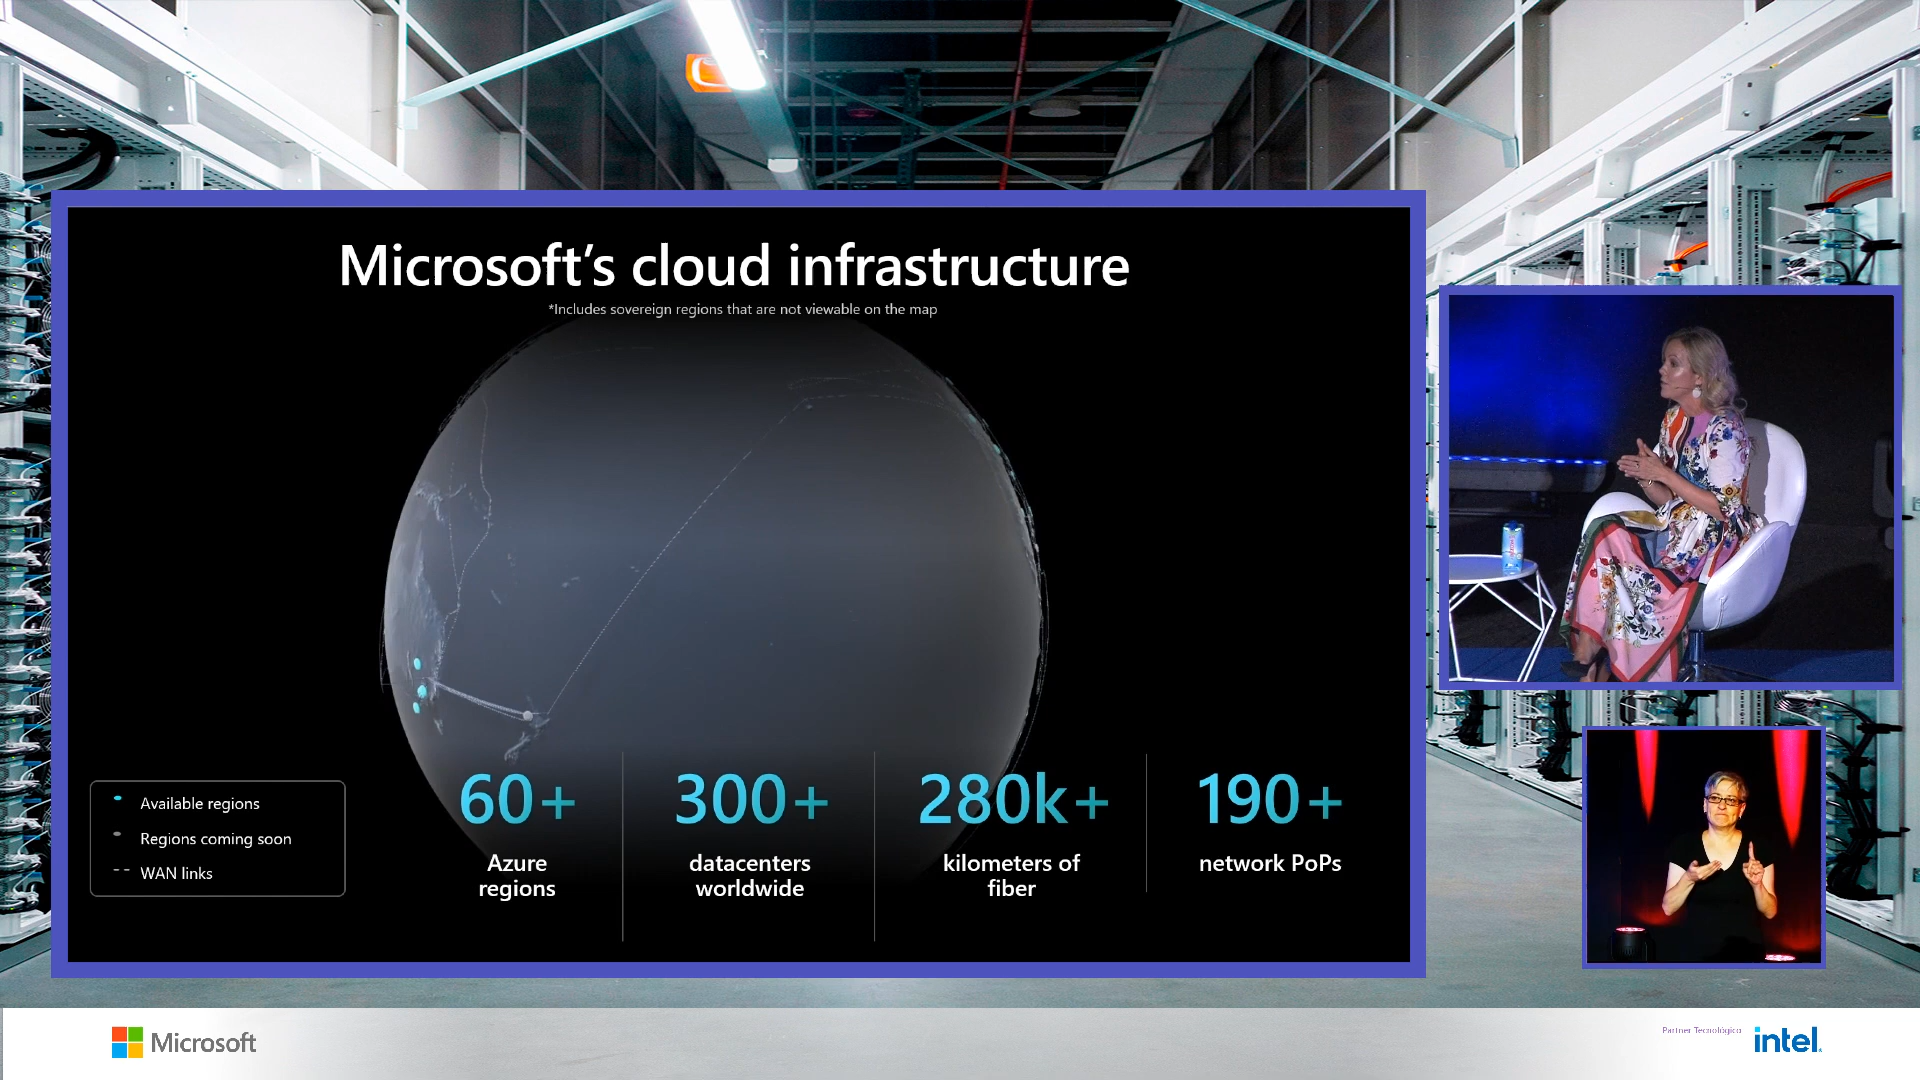 Microsoft's cloud infrastructure
*Includes sovereign regions that are not viewable on the map
Available regions
Regions coming soon
WAN links
60+
Azure
regions
300+
datacenters
worldwide
280k+
kilometers of
fiber
190+
network PoPs
Microsoft
Partner Tecnológico
intel.